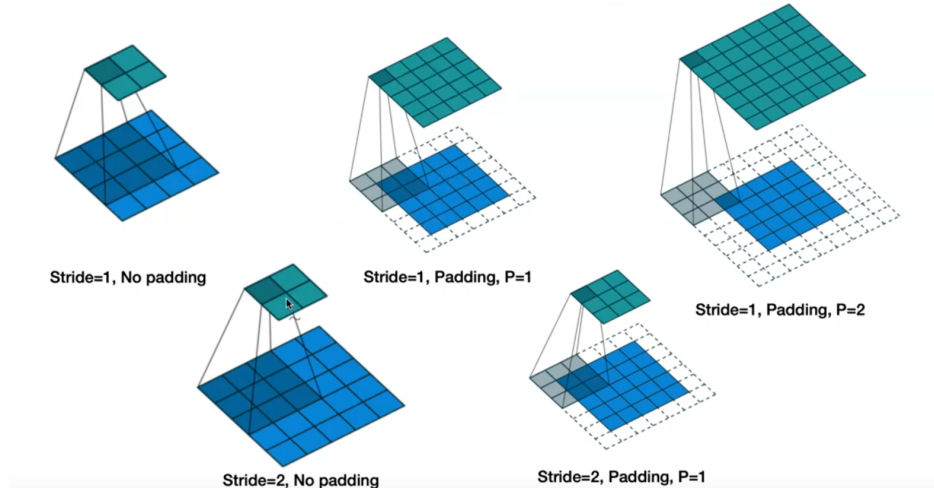 Stride=1, No padding
Stride=1, Padding, P=1
Stride=1, Padding, P=2
Stride=2, No padding
Stride=2, Padding, P=1